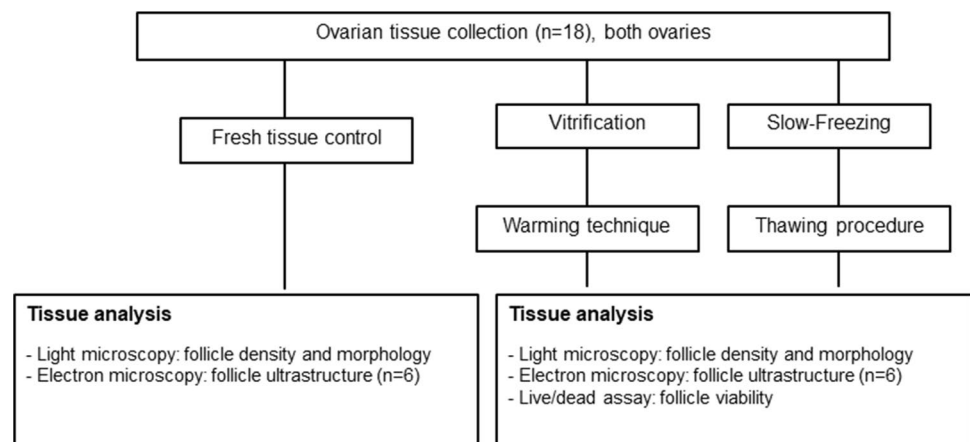 Ovarian tissue collection (n=18), both ovaries
Fresh tissue control
Vitrification
Slow-Freezing
Warming technique
Thawing procedure
Tissue analysis
- Light microscopy: follicle density and morphology
- Electron microscopy: follicle ultrastructure (n=6)
Tissue analysis
- Light microscopy: follicle density and morphology
- Electron microscopy: follicle ultrastructure (n=6)
- Live/dead assay: follicle viability